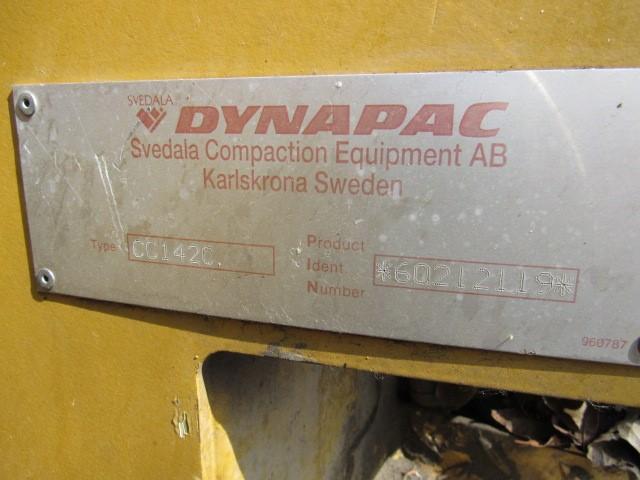 SVEDALA
DYNAPAC
Svedala Compaction Equipment AB
Karlskrona Sweden
Type CC142C
Product
Ident
Number
*60212119*
960787